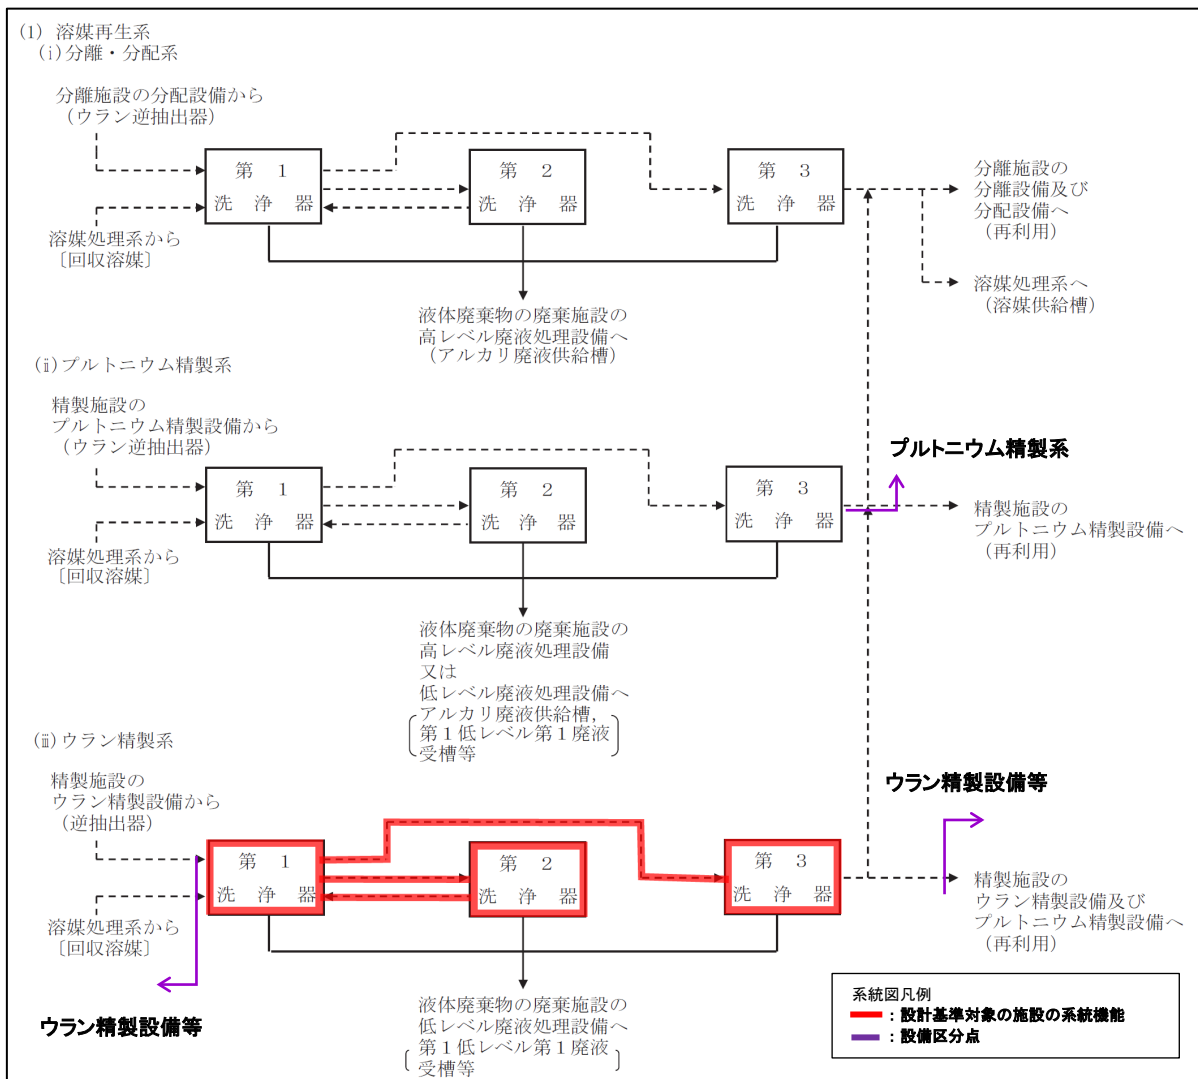 (1) 溶媒再生系
(ⅰ)分離・分配系
分離施設の分配設備から
(ウラン逆抽出器)
第 1
洗 浄 器
第 2
洗 浄 器
第 3
洗 浄 器
分離施設の
分離設備及び
分配設備へ
(再利用)
溶媒処理系から
〔回収溶媒〕
溶媒処理系へ
(溶媒供給槽)
液体廃棄物の廃棄施設の
高レベル廃液処理設備へ
(アルカリ廃液供給槽)
(ⅱ)プルトニウム精製系
精製施設の
プルトニウム精製設備から
(ウラン逆抽出器)
プルトニウム精製系
第 1
洗 浄 器
第 2
洗 浄 器
第 3
洗 浄 器
精製施設の
プルトニウム精製設備へ
(再利用)
溶媒処理系から
〔回収溶媒〕
液体廃棄物の廃棄施設の
高レベル廃液処理設備
又は
低レベル廃液処理設備へ
アルカリ廃液供給槽,
第1低レベル第1廃液
受槽等
(ⅲ)ウラン精製系
精製施設の
ウラン精製設備から
(逆抽出器)
ウラン精製設備等
第 1
洗 浄 器
第 2
洗 浄 器
第 3
洗 浄 器
精製施設の
ウラン精製設備及び
プルトニウム精製設備へ
(再利用)
溶媒処理系から
〔回収溶媒〕
ウラン精製設備等
液体廃棄物の廃棄施設の
低レベル廃液処理設備へ
第1低レベル第1廃液
受槽等
系統図凡例
:設計基準対象の施設の系統機能
:設備区分点